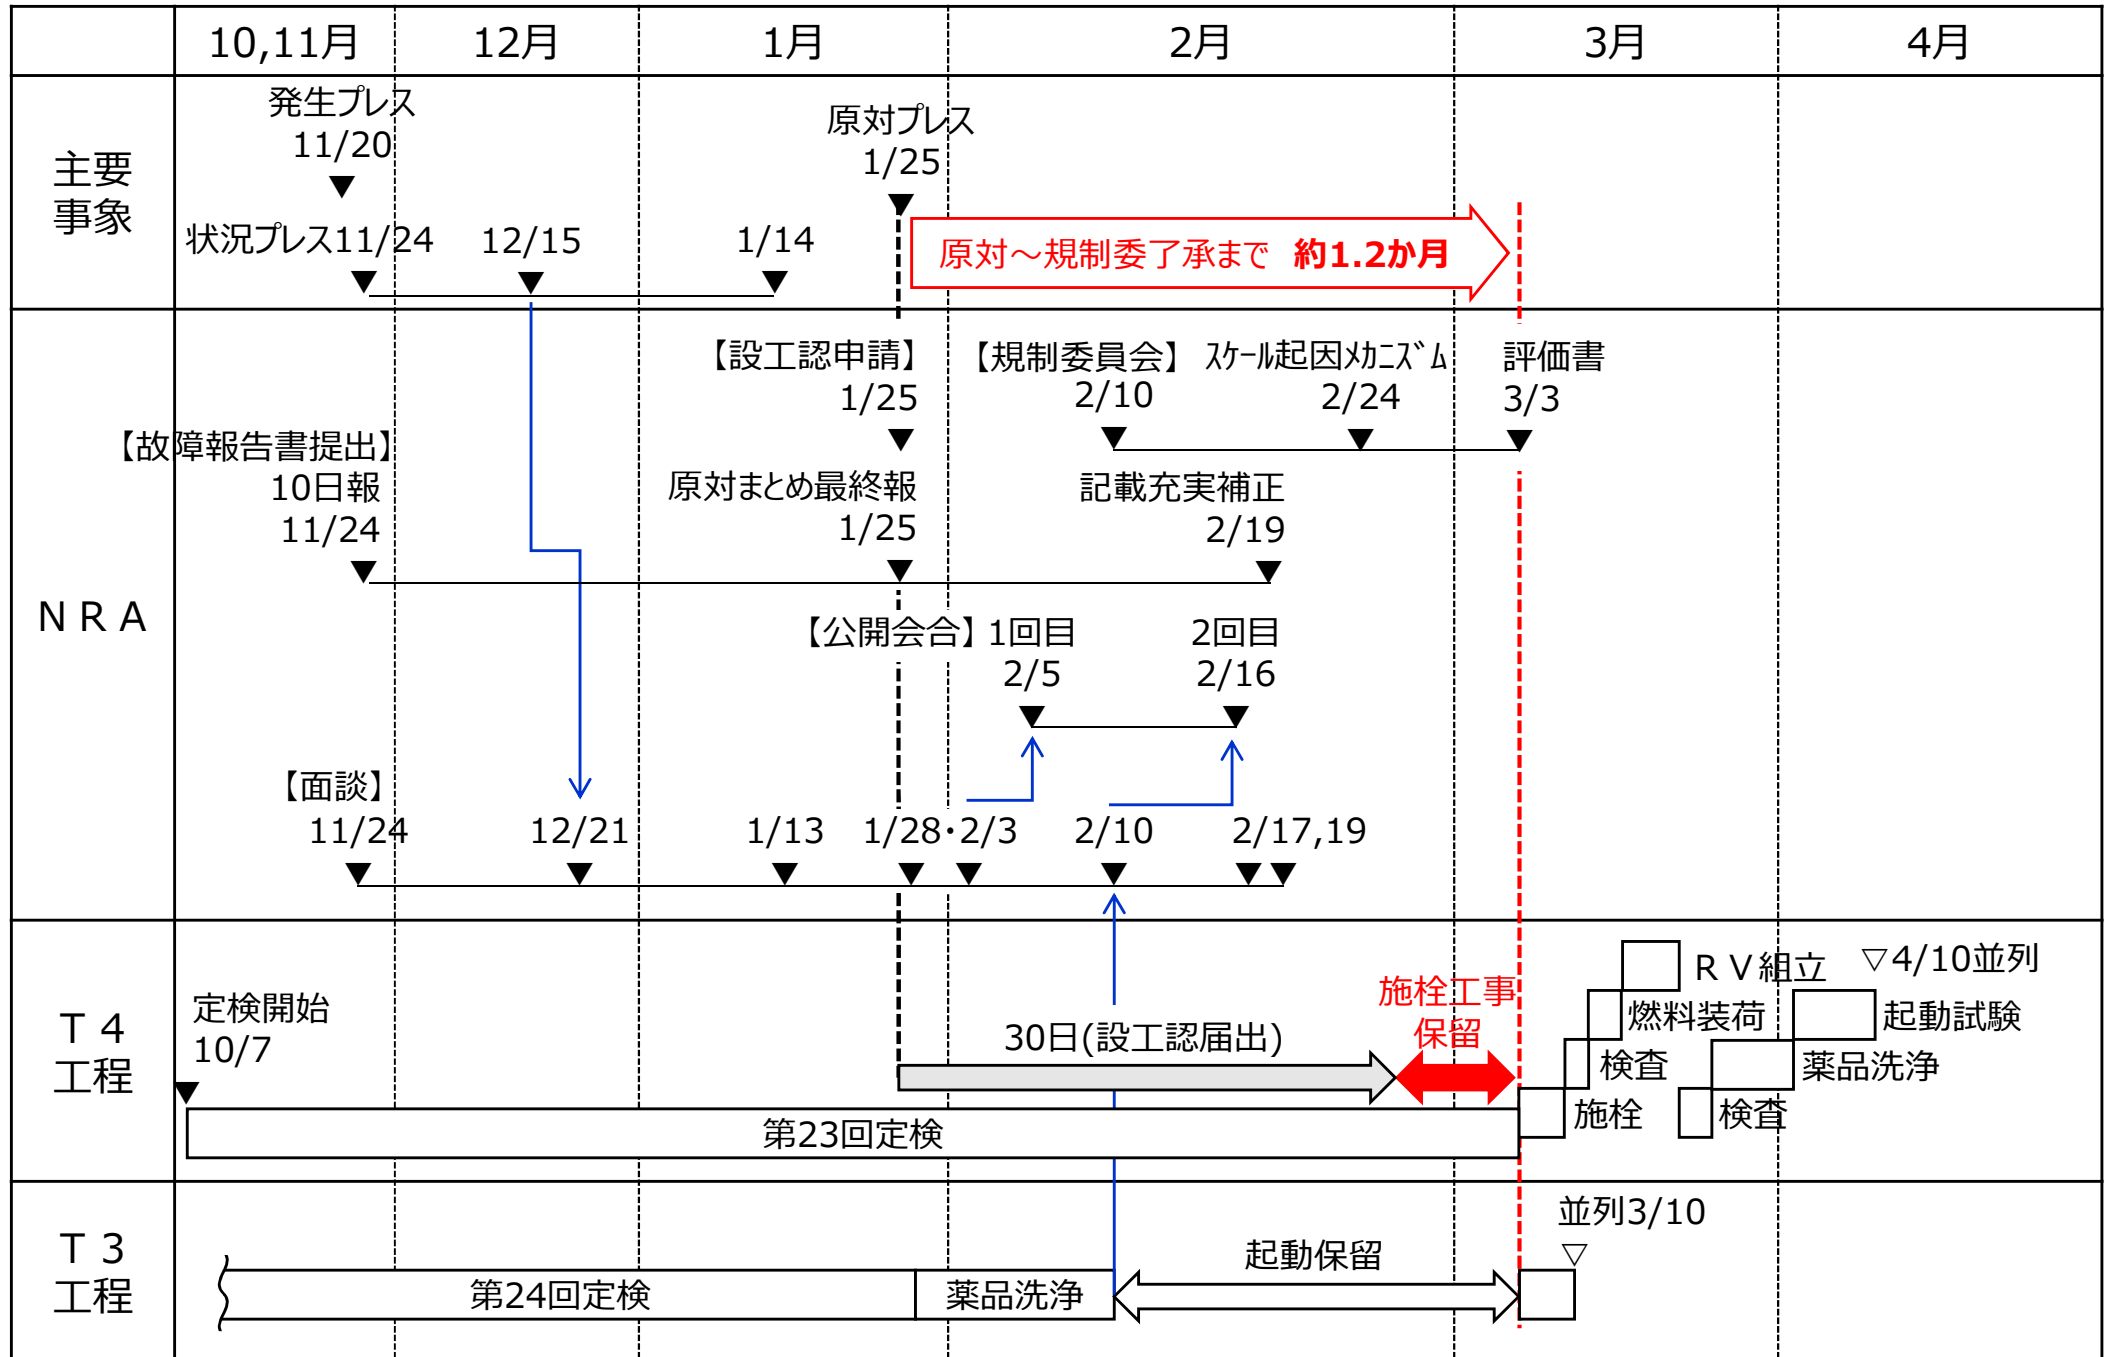 10,11月
12月
1月
2月
3月
4月
主要
事象
発生プレス
11/20
原対プレス
1/25
状況プレス11/24
12/15
1/14
原対～規制委了承まで 約1.2か月
ＮＲＡ
【設工認申請】
1/25
【規制委員会】
2/10
スケール起因メカニズム
2/24
評価書
3/3
【故障報告書提出】
10日報
11/24
原対まとめ最終報
1/25
記載充実補正
2/19
【公開会合】
1回目
2/5
2回目
2/16
【面談】
11/24
12/21
1/13
1/28・2/3
2/10
2/17,19
Ｔ４
工程
定検開始
10/7
30日(設工認届出)
施栓工事
保留
第23回定検
ＲＶ組立
▽4/10並列
燃料装荷
起動試験
検査
薬品洗浄
施栓
検査
Ｔ３
工程
第24回定検
薬品洗浄
起動保留
並列3/10
▽